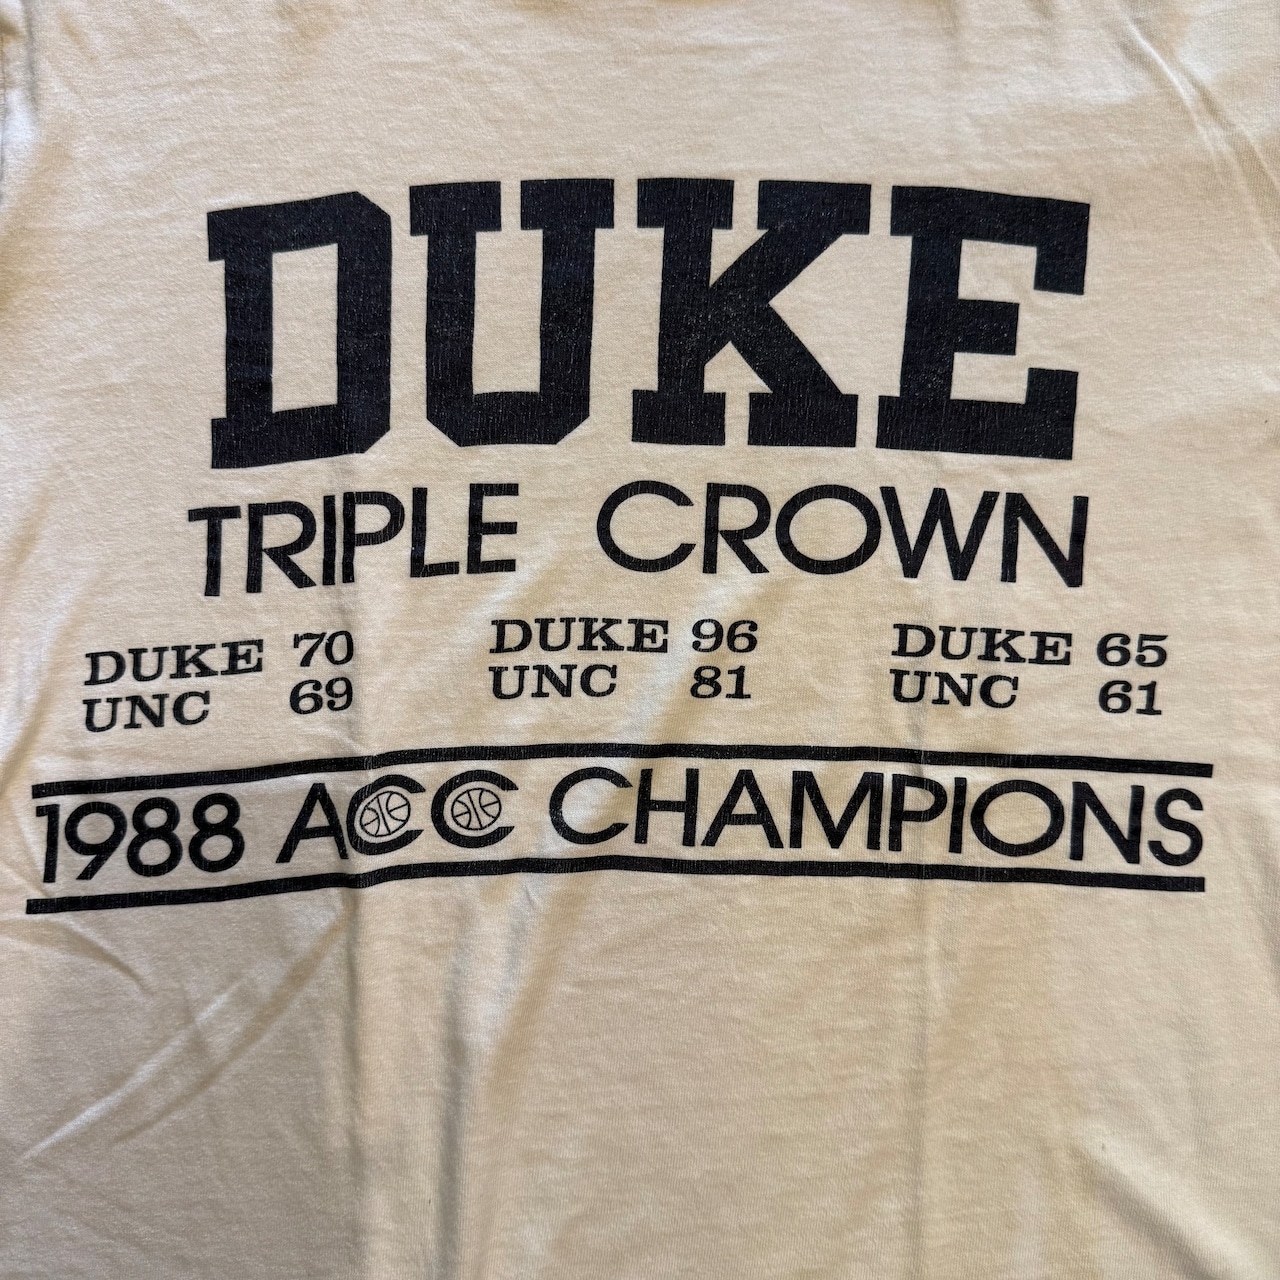 DUKE
TRIPLE CROWN
DUKE 70 DUKE 96 DUKE 65
UNC 69 UNC 81 UNC 61
1988 ACC CHAMPIONS